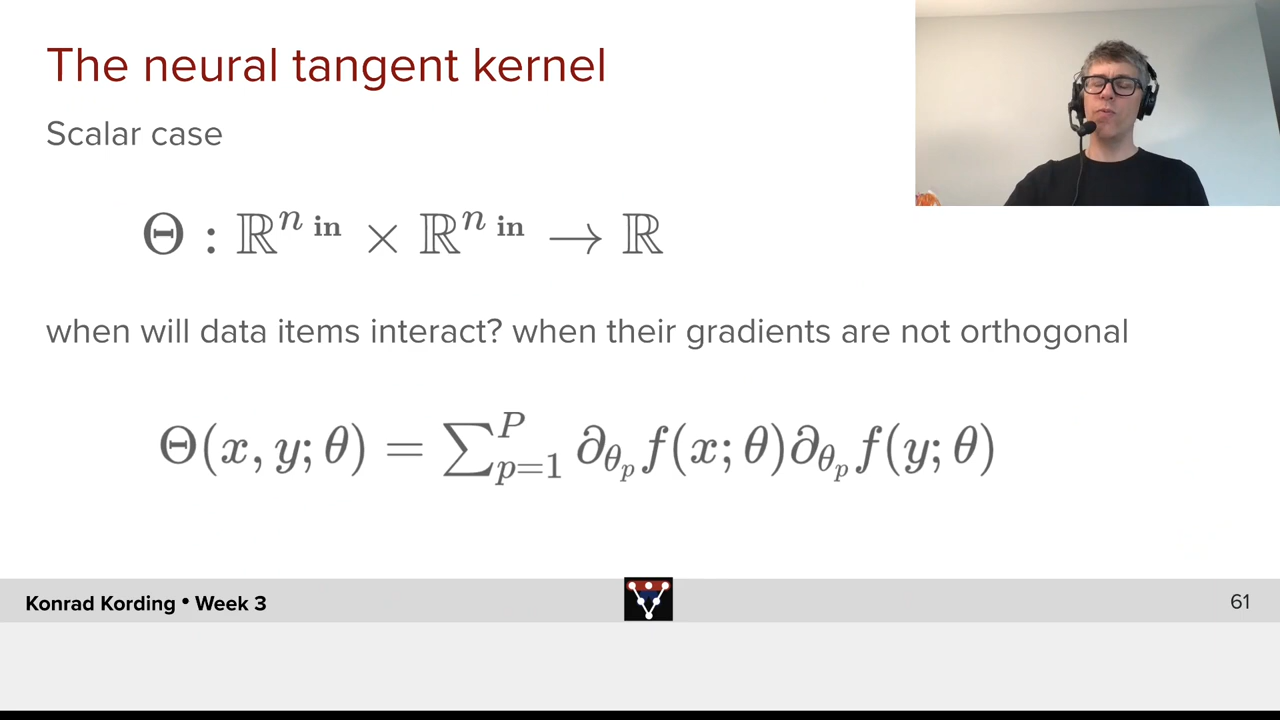 The neural tangent kernel
Scalar case
Θ : ℝ^{n in} × ℝ^{n in} → ℝ
when will data items interact? when their gradients are not orthogonal
Θ(x, y; θ) = ∑_{p=1}^{P} ∂_{θ_p} f(x; θ)∂_{θ_p} f(y; θ)
Konrad Kording • Week 3
61